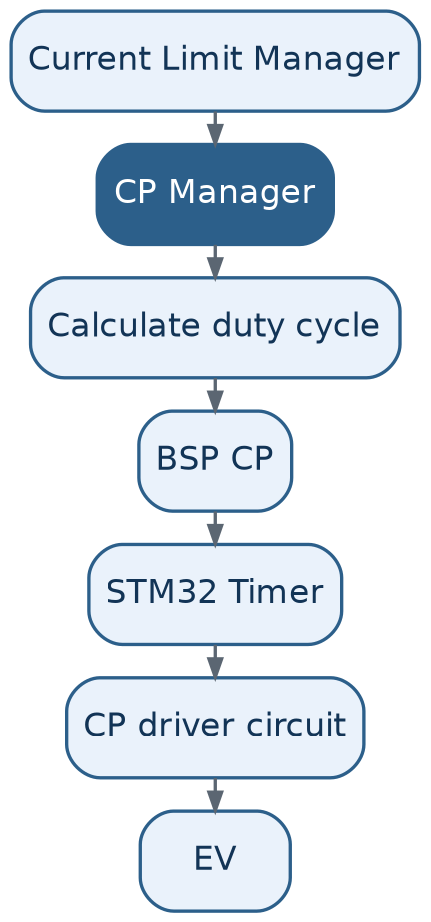 Current Limit Manager
CP Manager
Calculate duty cycle
BSP CP
STM32 Timer
CP driver circuit
EV